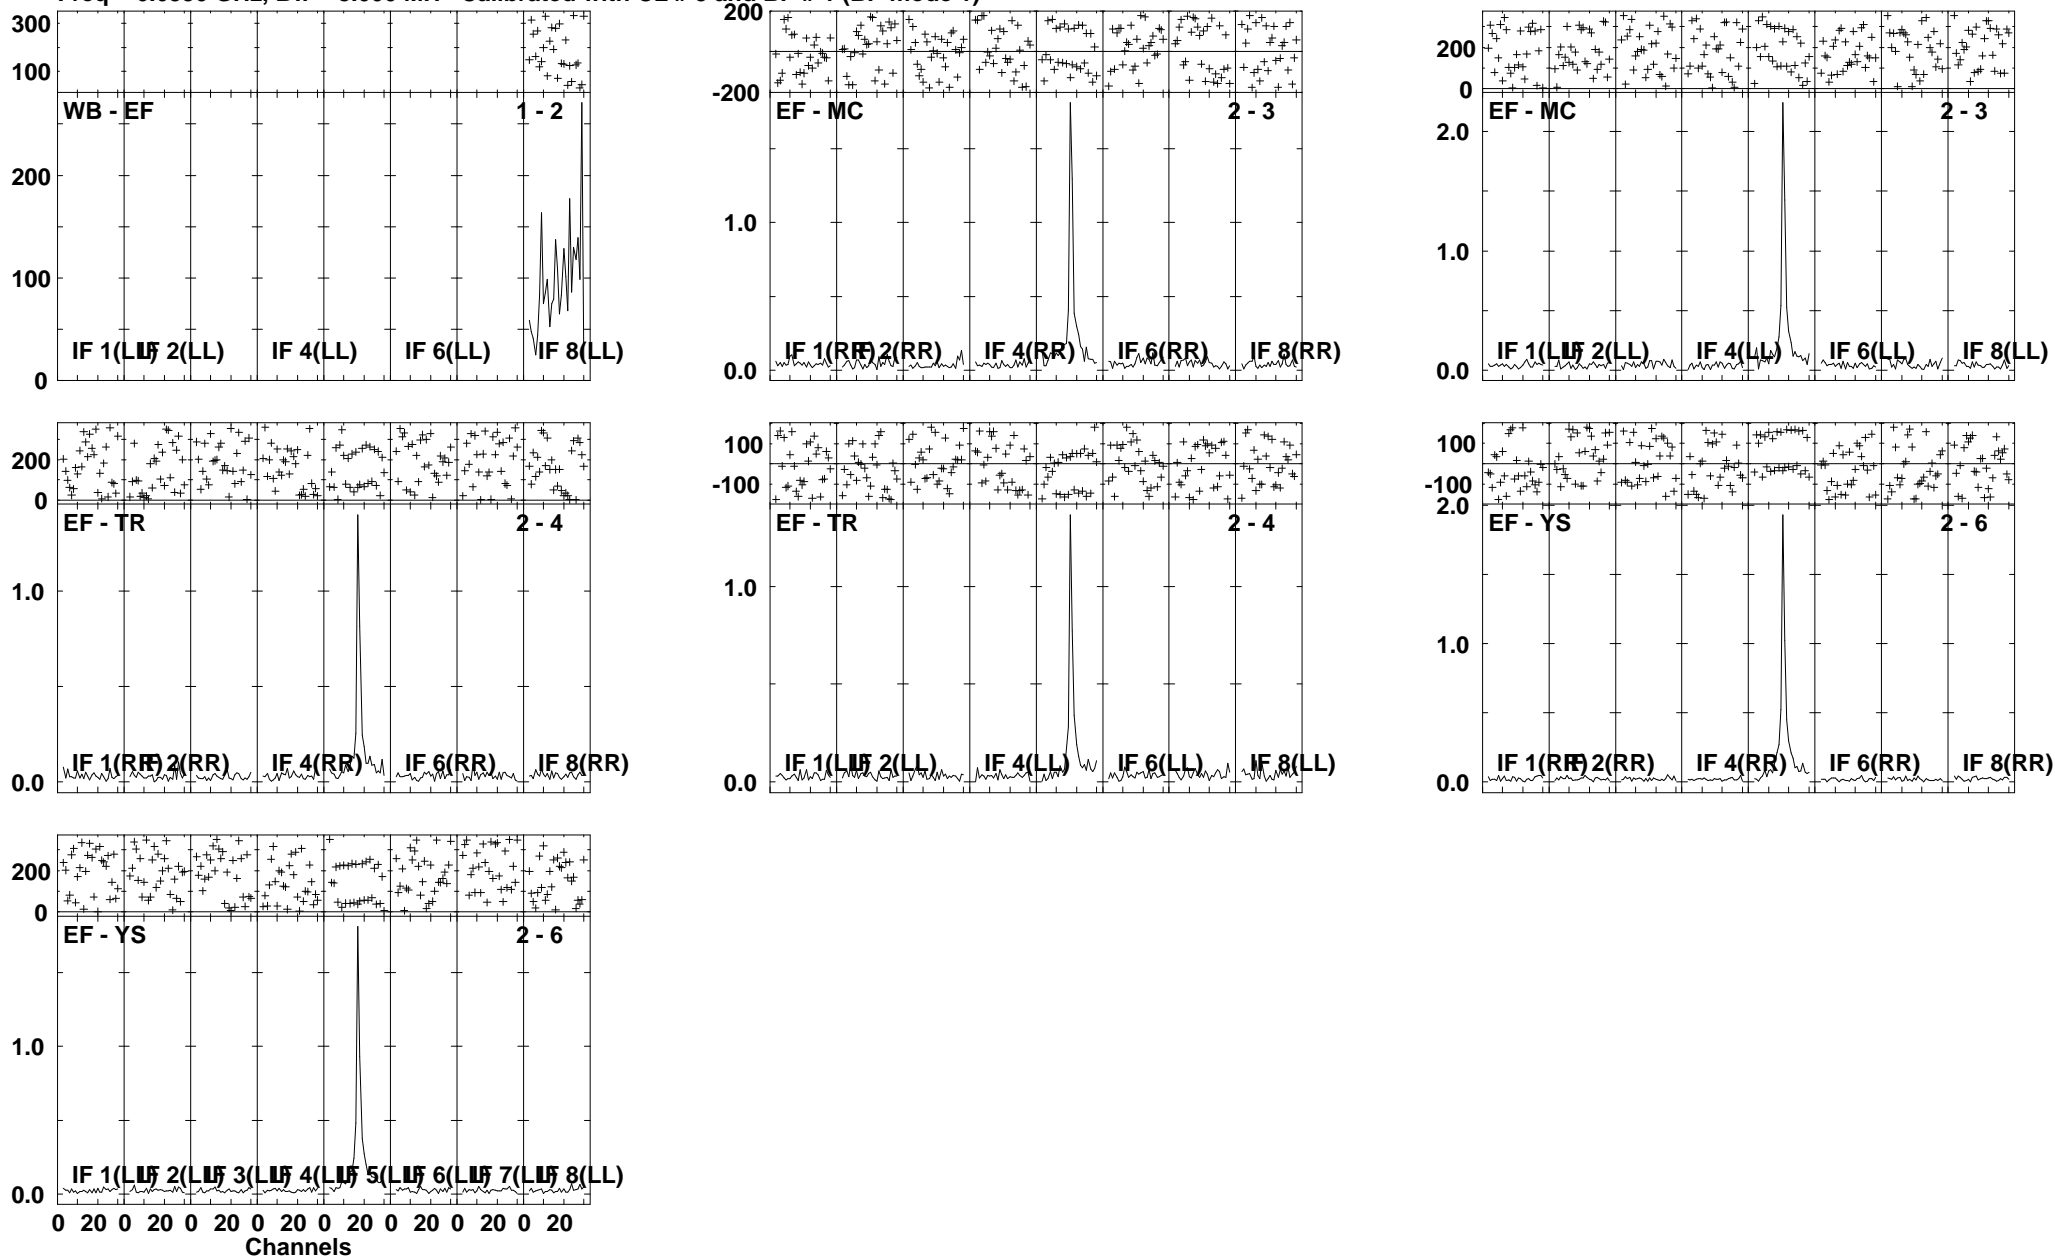 300
100
WB - EF 1 - 2
200
100
0
IF 1(LL) IF 2(LL) IF 4(LL) IF 6(LL) IF 8(LL)
200
-200
EF - MC 2 - 3
1.0
0.0
IF 1(RR) IF 2(RR) IF 4(RR) IF 6(RR) IF 8(RR)
200
0
EF - MC 2 - 3
2.0
1.0
0.0
IF 1(LL) IF 2(LL) IF 4(LL) IF 6(LL) IF 8(LL)
200
0
EF - TR 2 - 4
1.0
0.0
IF 1(RR) IF 2(RR) IF 4(RR) IF 6(RR) IF 8(RR)
100
-100
EF - TR 2 - 4
1.0
0.0
IF 1(LL) IF 2(LL) IF 4(LL) IF 6(LL) IF 8(LL)
100
-100
2.0
EF - YS 2 - 6
1.0
0.0
IF 1(RR) IF 2(RR) IF 4(RR) IF 6(RR) IF 8(RR)
200
0
EF - YS 2 - 6
1.0
0.0
IF 1(LL) IF 2(LL) IF 3(LL) IF 4(LL) IF 5(LL) IF 6(LL) IF 7(LL) IF 8(LL)
0 20 0 20 0 20 0 20 0 20 0 20 0 20 0 20
Channels